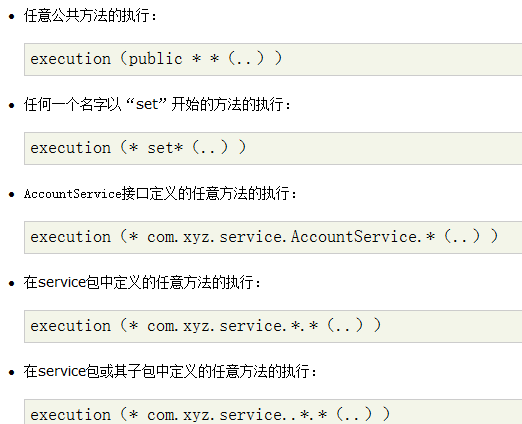 任意公共方法的执行：
execution（public * *（..））
任何一个名字以“set”开始的方法的执行：
execution（* set*（..））
AccountService接口定义的任意方法的执行：
execution（* com.xyz.service.AccountService.*（..））
在service包中定义的任意方法的执行：
execution（* com.xyz.service.*.*（..））
在service包或其子包中定义的任意方法的执行：
execution（* com.xyz.service..*.*（..））